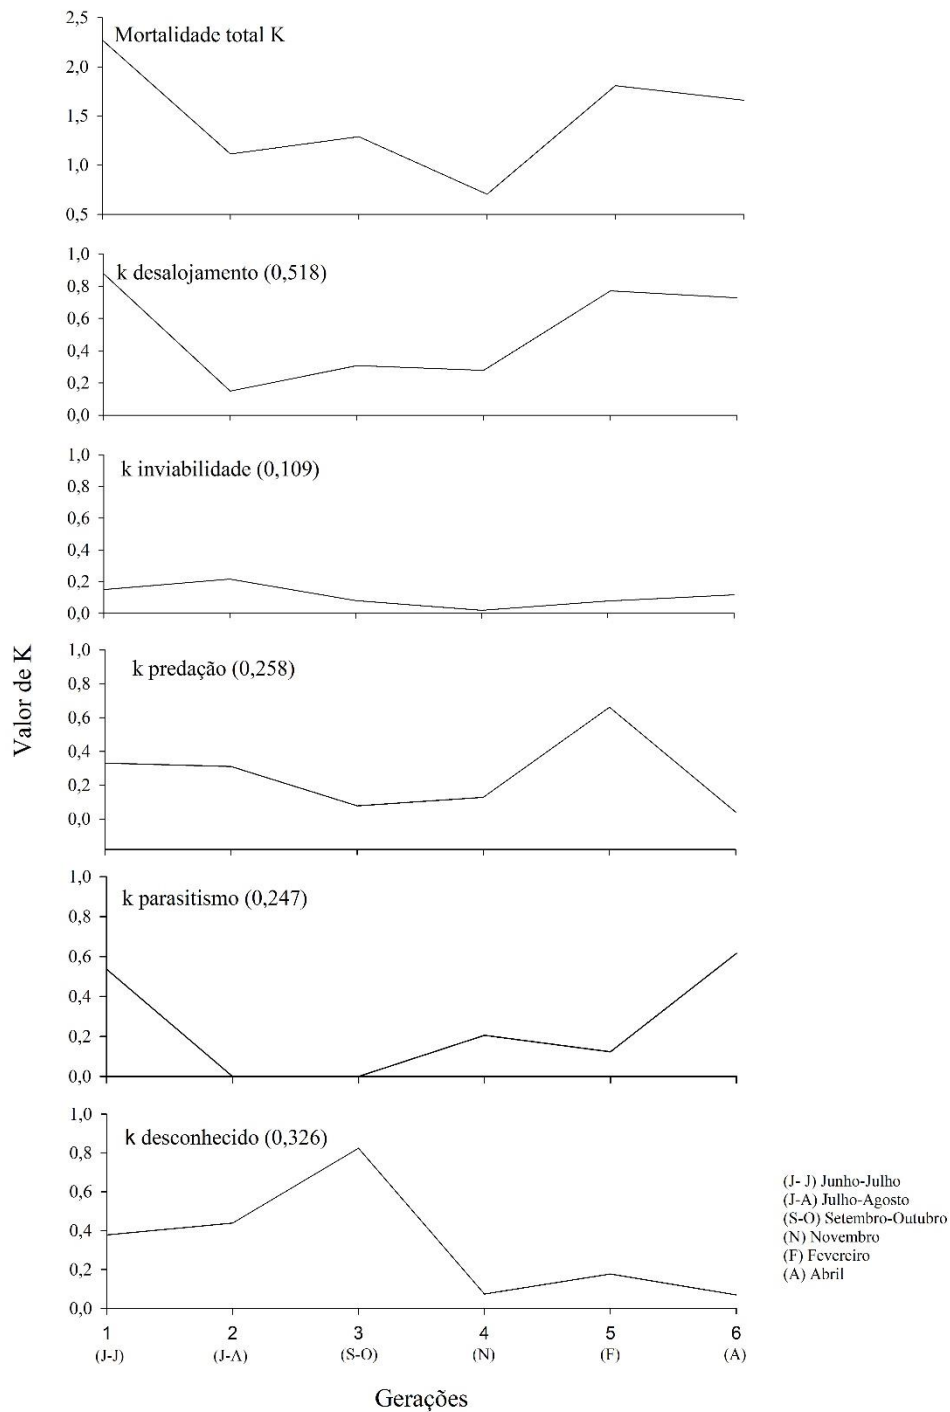 2,5
Mortalidade total K
2,0
1,5
1,0
0,5
1,0
k desalojamento (0,518)
0,8
0,6
0,4
0,2
0,0
1,0
k inviabilidade (0,109)
0,8
0,6
0,4
0,2
0,0
Valor de K
1,0
k predação (0,258)
0,8
0,6
0,4
0,2
0,0
1,0
k parasitismo (0,247)
0,8
0,6
0,4
0,2
0,0
1,0
k desconhecido (0,326)
0,8
0,6
0,4
0,2
0,0
1 2 3 4 5 6
(J-J) (J-A) (S-O) (N) (F) (A)
Gerações
(J- J) Junho-Julho
(J-A) Julho-Agosto
(S-O) Setembro-Outubro
(N) Novembro
(F) Fevereiro
(A) Abril